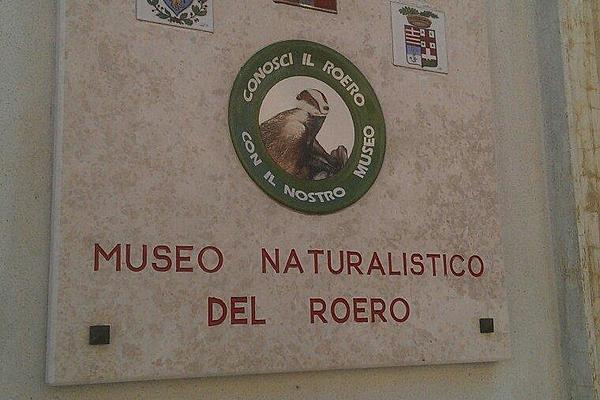 CONOSCI IL ROERO
CON IL NOSTRO MUSEO
MUSEO NATURALISTICO
DEL ROERO